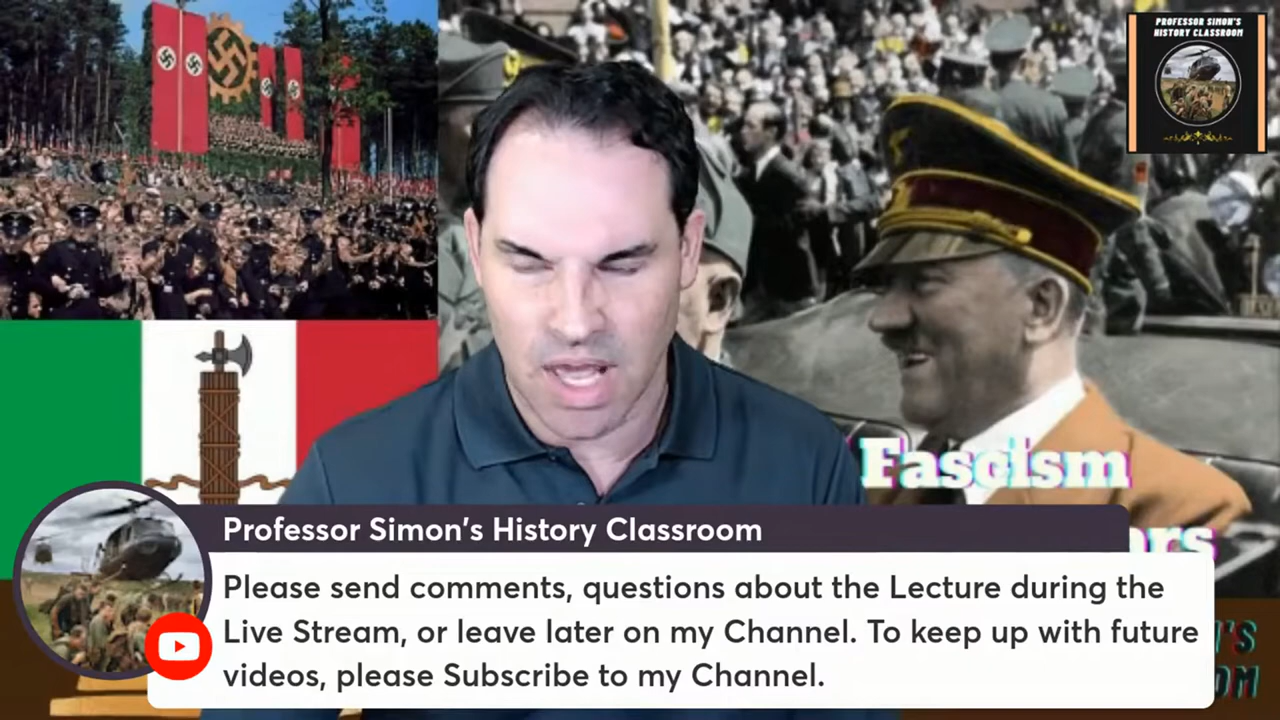 PROFESSOR SIMON'S
HISTORY CLASSROOM
Fascism
Professor Simon's History Classroom
Please send comments, questions about the Lecture during the
Live Stream, or leave later on my Channel. To keep up with future
videos, please Subscribe to my Channel.